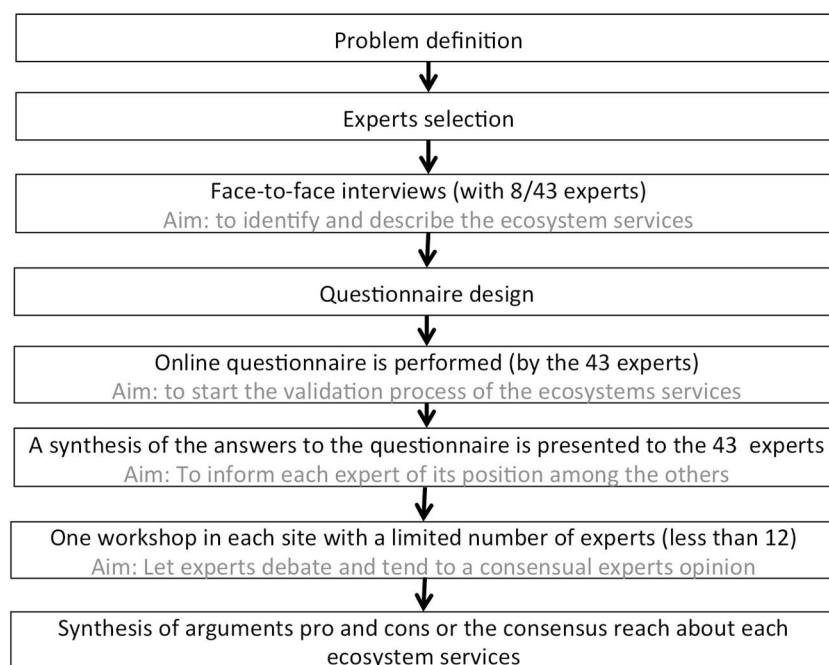 Problem definition
Experts selection
Face-to-face interviews (with 8/43 experts)
Aim: to identify and describe the ecosystem services
Questionnaire design
Online questionnaire is performed (by the 43 experts)
Aim: to start the validation process of the ecosystems services
A synthesis of the answers to the questionnaire is presented to the 43 experts
Aim: To inform each expert of its position among the others
One workshop in each site with a limited number of experts (less than 12)
Aim: Let experts debate and tend to a consensual experts opinion
Synthesis of arguments pro and cons or the consensus reach about each
ecosystem services